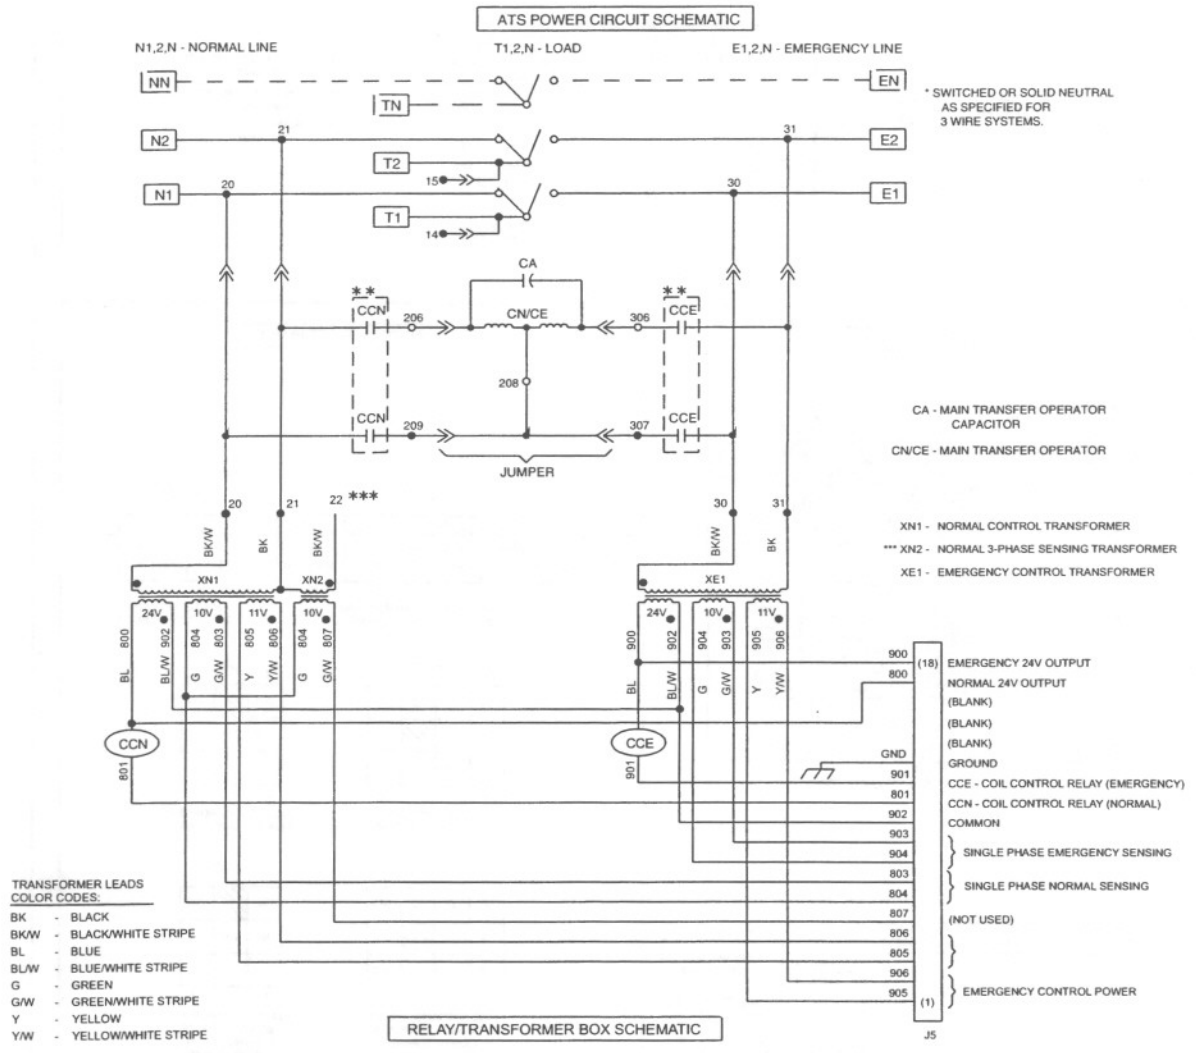 ATS POWER CIRCUIT SCHEMATIC
N1,2,N - NORMAL LINE
T1,2,N - LOAD
E1,2,N - EMERGENCY LINE
NN
EN
TN
* SWITCHED OR SOLID NEUTRAL
AS SPECIFIED FOR
3 WIRE SYSTEMS.
N2
21
31
E2
T2
15
N1
20
30
E1
T1
14
CA
**
**
CCN
206
CN/CE
306
CCE
208
CCN
209
307
CCE
JUMPER
CA - MAIN TRANSFER OPERATOR
CAPACITOR
CN/CE - MAIN TRANSFER OPERATOR
20
21
22
***
30
31
BK/W
BK
BK/W
BK/W
BK
XN1 - NORMAL CONTROL TRANSFORMER
*** XN2 - NORMAL 3-PHASE SENSING TRANSFORMER
XE1 - EMERGENCY CONTROL TRANSFORMER
XN1
XN2
XE1
24V
10V
11V
10V
24V
10V
11V
800
902
804
803
805
806
804
807
900
902
904
903
905
906
BL
BL/W
G
G/W
Y
Y/W
G
G/W
BL
BL/W
G
G/W
Y
Y/W
900
(18)
EMERGENCY 24V OUTPUT
800
NORMAL 24V OUTPUT
(BLANK)
(BLANK)
(BLANK)
CCN
CCE
801
901
GND
GROUND
901
CCE - COIL CONTROL RELAY (EMERGENCY)
801
CCN - COIL CONTROL RELAY (NORMAL)
902
COMMON
903
904
SINGLE PHASE EMERGENCY SENSING
803
804
SINGLE PHASE NORMAL SENSING
807
(NOT USED)
806
805
906
905
(1)
EMERGENCY CONTROL POWER
J5
TRANSFORMER LEADS
COLOR CODES:
BK - BLACK
BK/W - BLACK/WHITE STRIPE
BL - BLUE
BL/W - BLUE/WHITE STRIPE
G - GREEN
G/W - GREEN/WHITE STRIPE
Y - YELLOW
Y/W - YELLOW/WHITE STRIPE
RELAY/TRANSFORMER BOX SCHEMATIC